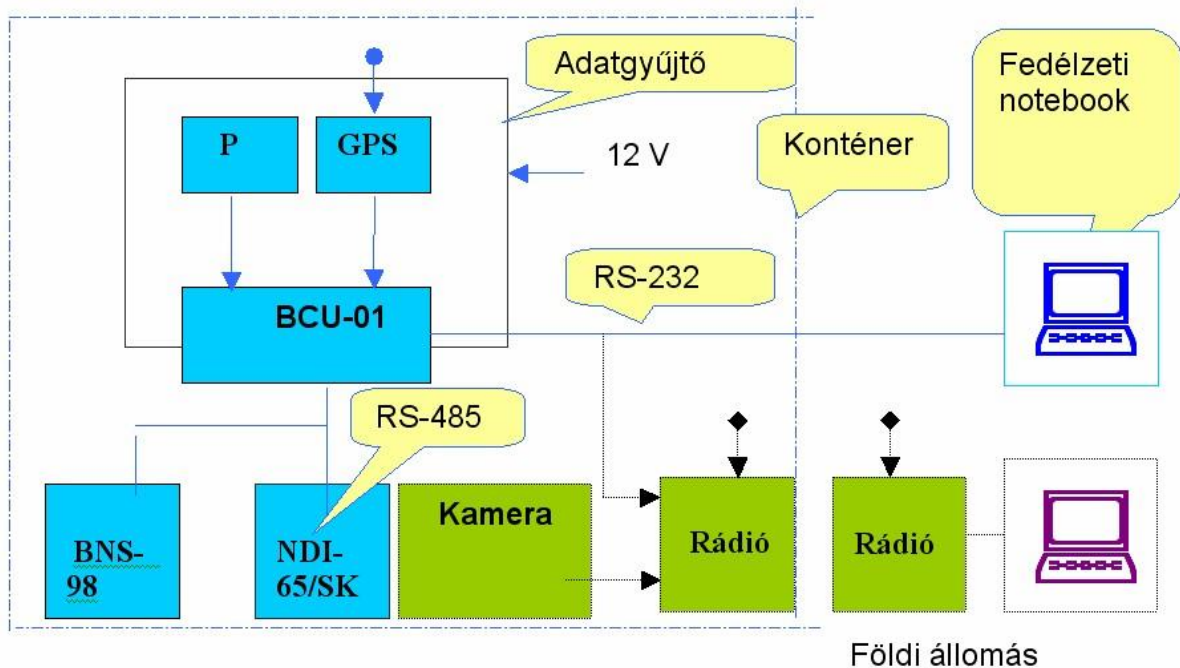 Adatgyűjtő
Fedélzeti
notebook
P
GPS
12 V
Konténer
RS-232
BCU-01
RS-485
BNS-
98
NDI-
65/SK
Kamera
Rádió
Rádió
Földi állomás